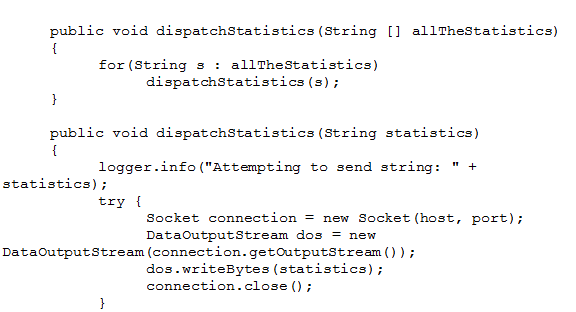 public void dispatchStatistics(String [] allTheStatistics)
{
for(String s : allTheStatistics)
dispatchStatistics(s);
}
public void dispatchStatistics(String statistics)
{
logger.info("Attempting to send string: " +
statistics);
try {
Socket connection = new Socket(host, port);
DataOutputStream dos = new
DataOutputStream(connection.getOutputStream());
dos.writeBytes(statistics);
connection.close();
}